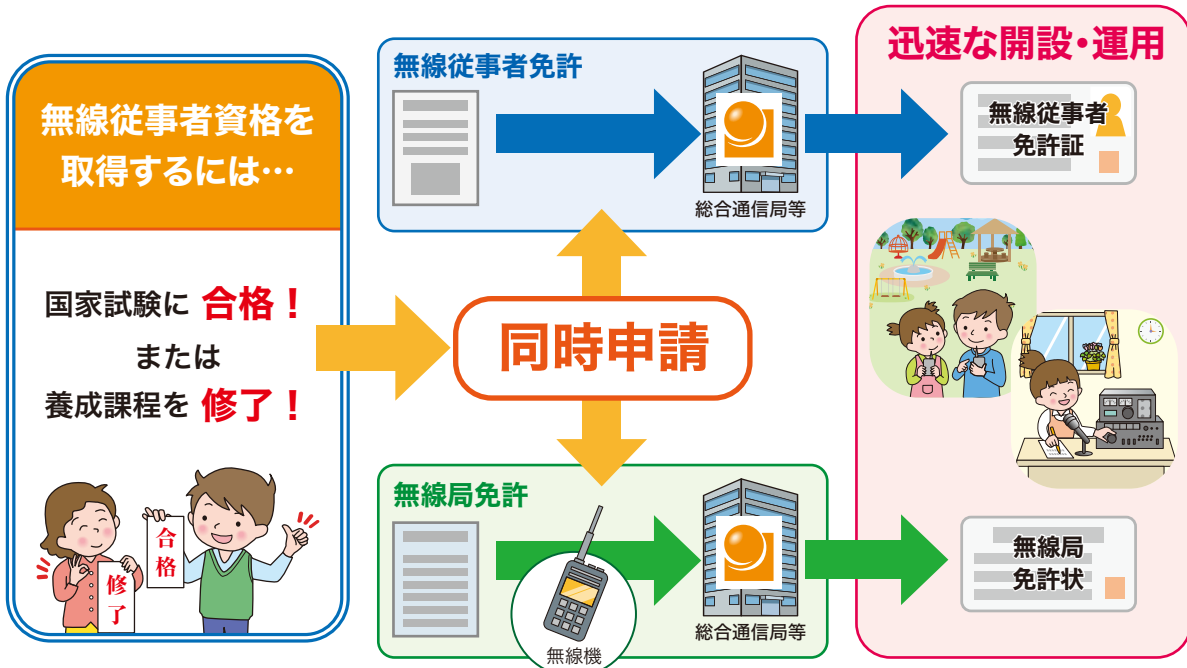 無線従事者資格を
取得するには…
国家試験に 合格！
または
養成課程を 修了！
合格
修了
無線従事者免許
総合通信局等
同時申請
無線局免許
無線機
総合通信局等
迅速な開設・運用
無線従事者
免許証
無線局
免許状